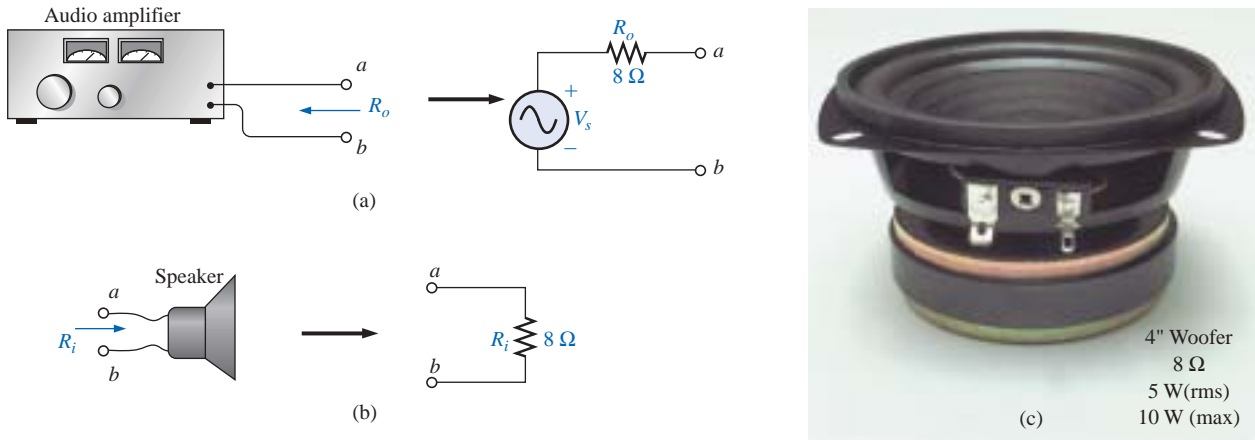 Audio amplifier
a
R_o
b
R_o
8 Ω
a
+
V_s
−
b
(a)
Speaker
a
R_i
b
a
R_i 8 Ω
b
(b)
4" Woofer
8 Ω
5 W(rms)
(c)
10 W (max)